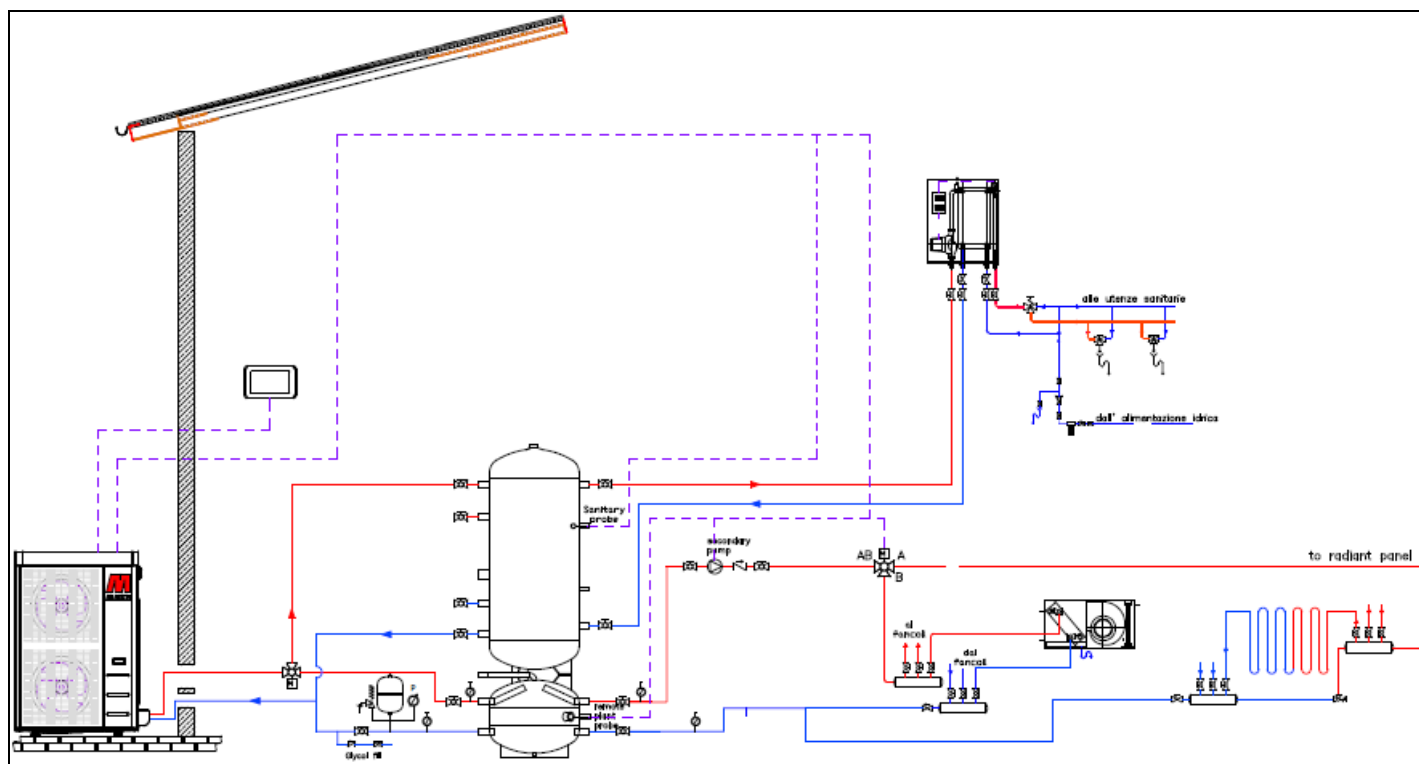 alle utenze sanitarie
dall' alimentazione idrica
Sanitary
probe
secondary
pump
AB
A
B
to radiant panel
ai
fancoil
dai
fancoil
M
P
remote
plant
probe
Glycol fill